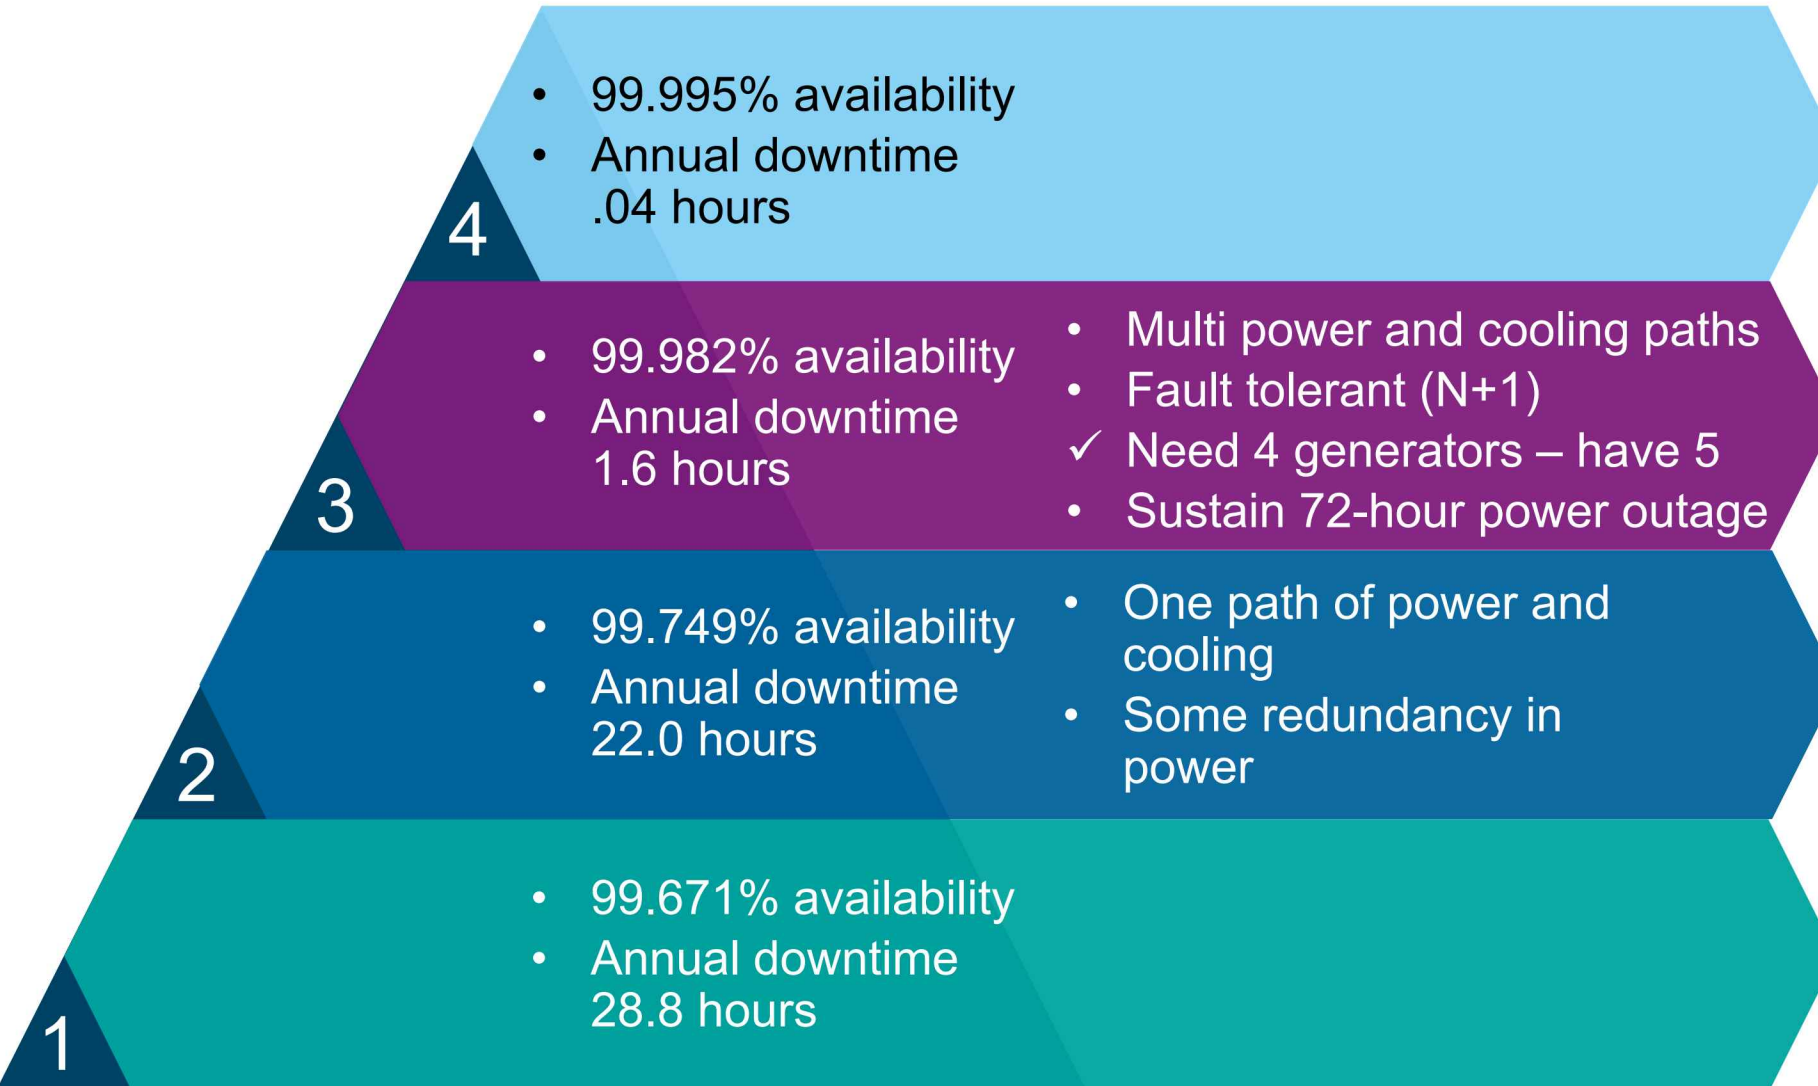 • 99.995% availability
• Annual downtime
.04 hours
4
• 99.982% availability
• Annual downtime
1.6 hours
• Multi power and cooling paths
• Fault tolerant (N+1)
✓ Need 4 generators – have 5
• Sustain 72-hour power outage
3
• 99.749% availability
• Annual downtime
22.0 hours
• One path of power and
cooling
• Some redundancy in
power
2
• 99.671% availability
• Annual downtime
28.8 hours
1